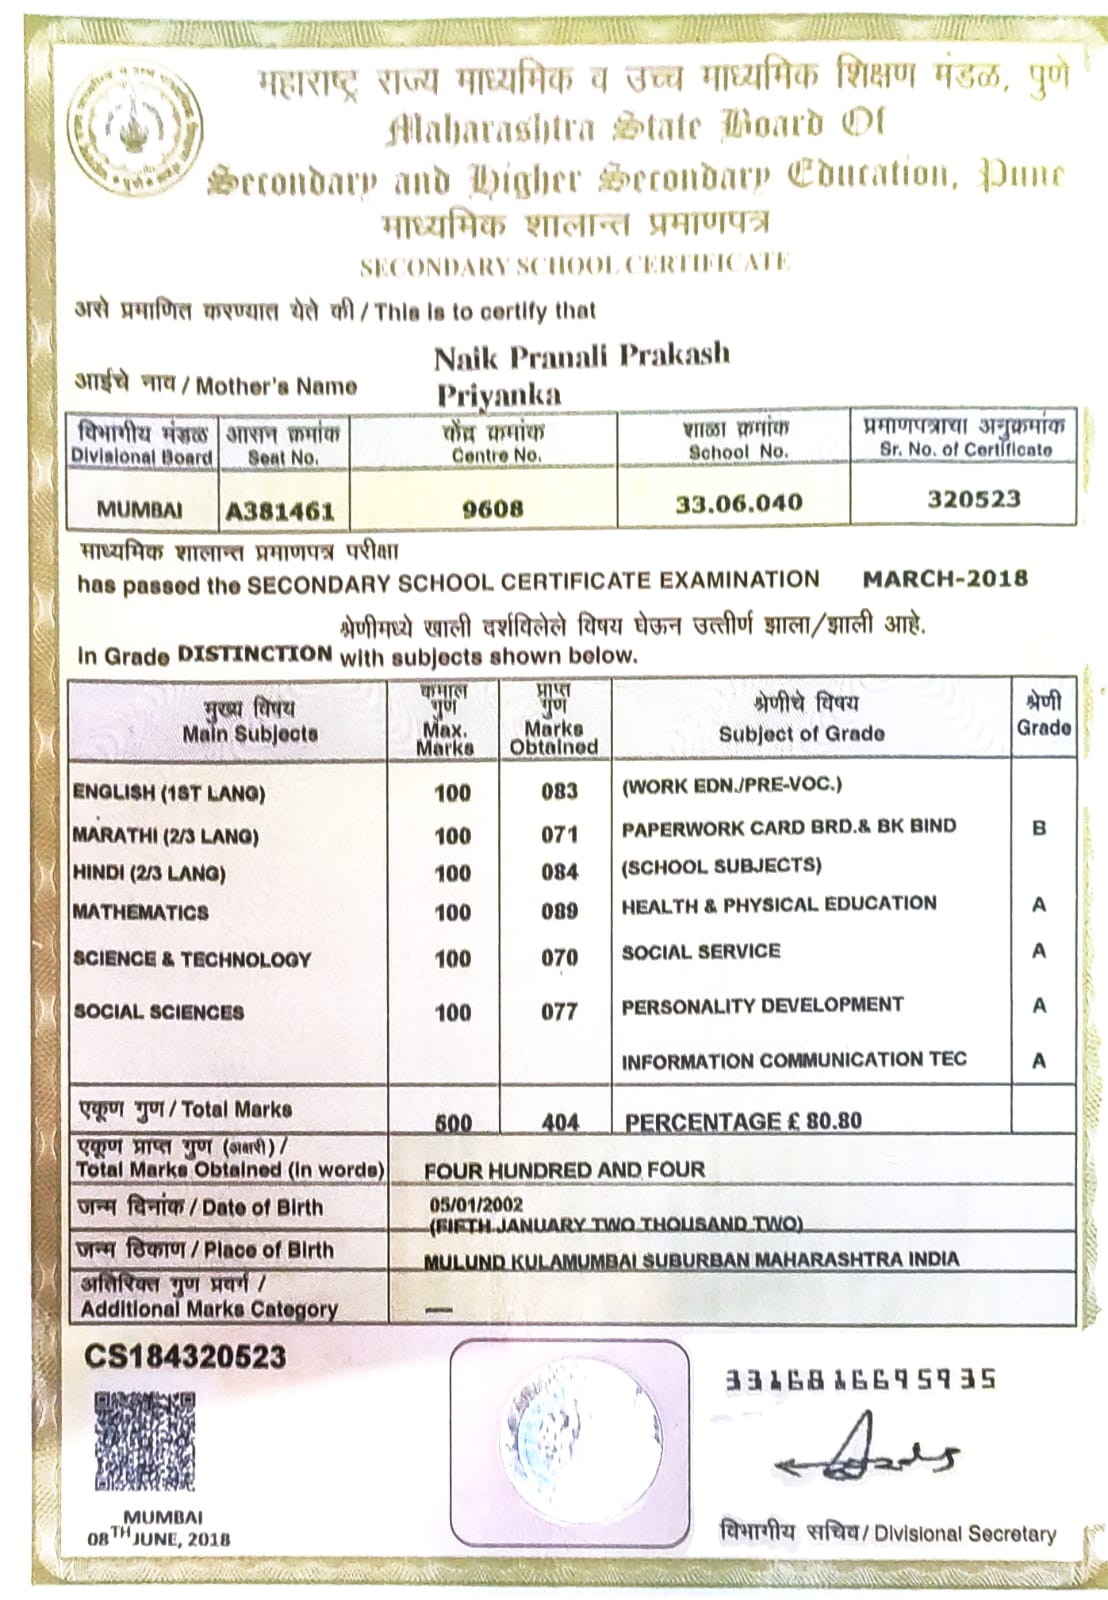 महाराष्ट्र राज्य माध्यमिक व उच्च माध्यमिक शिक्षण मंडळ, पुणे
Maharashtra State Board Of
Secondary and Higher Secondary Education, Pune
माध्यमिक शालान्त प्रमाणपत्र
SECONDARY SCHOOL CERTIFICATE
असे प्रमाणित करण्यात येते की / This is to certify that
Naik Pranali Prakash
आईचे नाव / Mother's Name Priyanka
विभागीय मंडळ आसन क्रमांक केंद्र क्रमांक शाळा क्रमांक प्रमाणपत्राचा अनुक्रमांक
Divisional Board Seat No. Centre No. School No. Sr. No. of Certificate
MUMBAI A381461 9608 33.06.040 320523
माध्यमिक शालान्त प्रमाणपत्र परीक्षा
has passed the SECONDARY SCHOOL CERTIFICATE EXAMINATION MARCH-2018
श्रेणीमध्ये खाली दर्शविलेले विषय घेऊन उत्तीर्ण झाला/झाली आहे.
in Grade DISTINCTION with subjects shown below.
मुख्य विषय कमाल गुण प्राप्त गुण श्रेणीचे विषय श्रेणी
Main Subjects Max. Marks Marks Obtained Subject of Grade Grade
ENGLISH (1ST LANG) 100 083 (WORK EDN./PRE-VOC.)
MARATHI (2/3 LANG) 100 071 PAPERWORK CARD BRD.& BK BIND B
HINDI (2/3 LANG) 100 084 (SCHOOL SUBJECTS)
MATHEMATICS 100 089 HEALTH & PHYSICAL EDUCATION A
SCIENCE & TECHNOLOGY 100 070 SOCIAL SERVICE A
SOCIAL SCIENCES 100 077 PERSONALITY DEVELOPMENT A
INFORMATION COMMUNICATION TEC A
एकूण गुण / Total Marks 500 404 PERCENTAGE £ 80.80
एकूण प्राप्त गुण (अक्षरी) /
Total Marks Obtained (in words) FOUR HUNDRED AND FOUR
जन्म दिनांक / Date of Birth 05/01/2002
(FIFTH JANUARY TWO THOUSAND TWO)
जन्म ठिकाण / Place of Birth MULUND KULAMUMBAI SUBURBAN MAHARASHTRA INDIA
अतिरिक्त गुण प्रवर्ग /
Additional Marks Category —
CS184320523
3316816695935
MUMBAI
08TH JUNE, 2018
विभागीय सचिव / Divisional Secretary